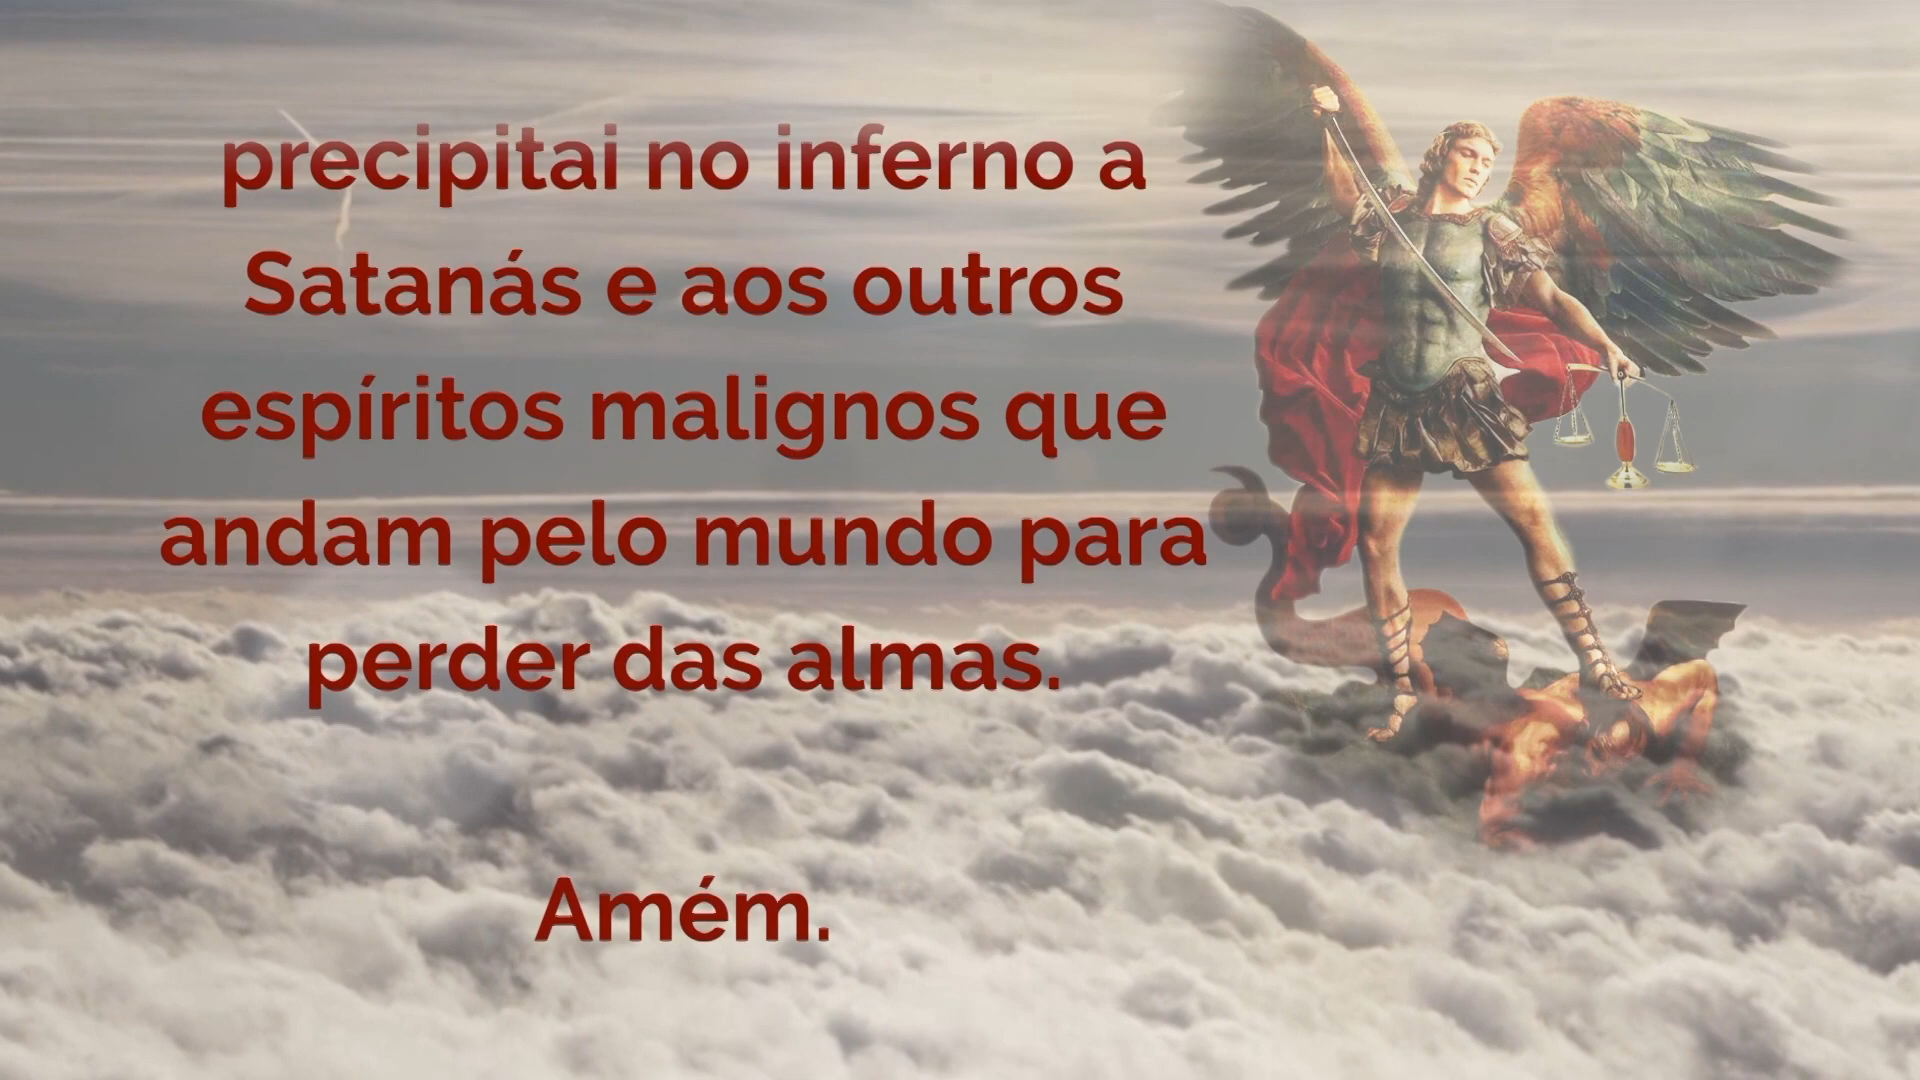 precipitai no inferno a
Satanás e aos outros
espíritos malignos que
andam pelo mundo para
perder das almas.
Amém.